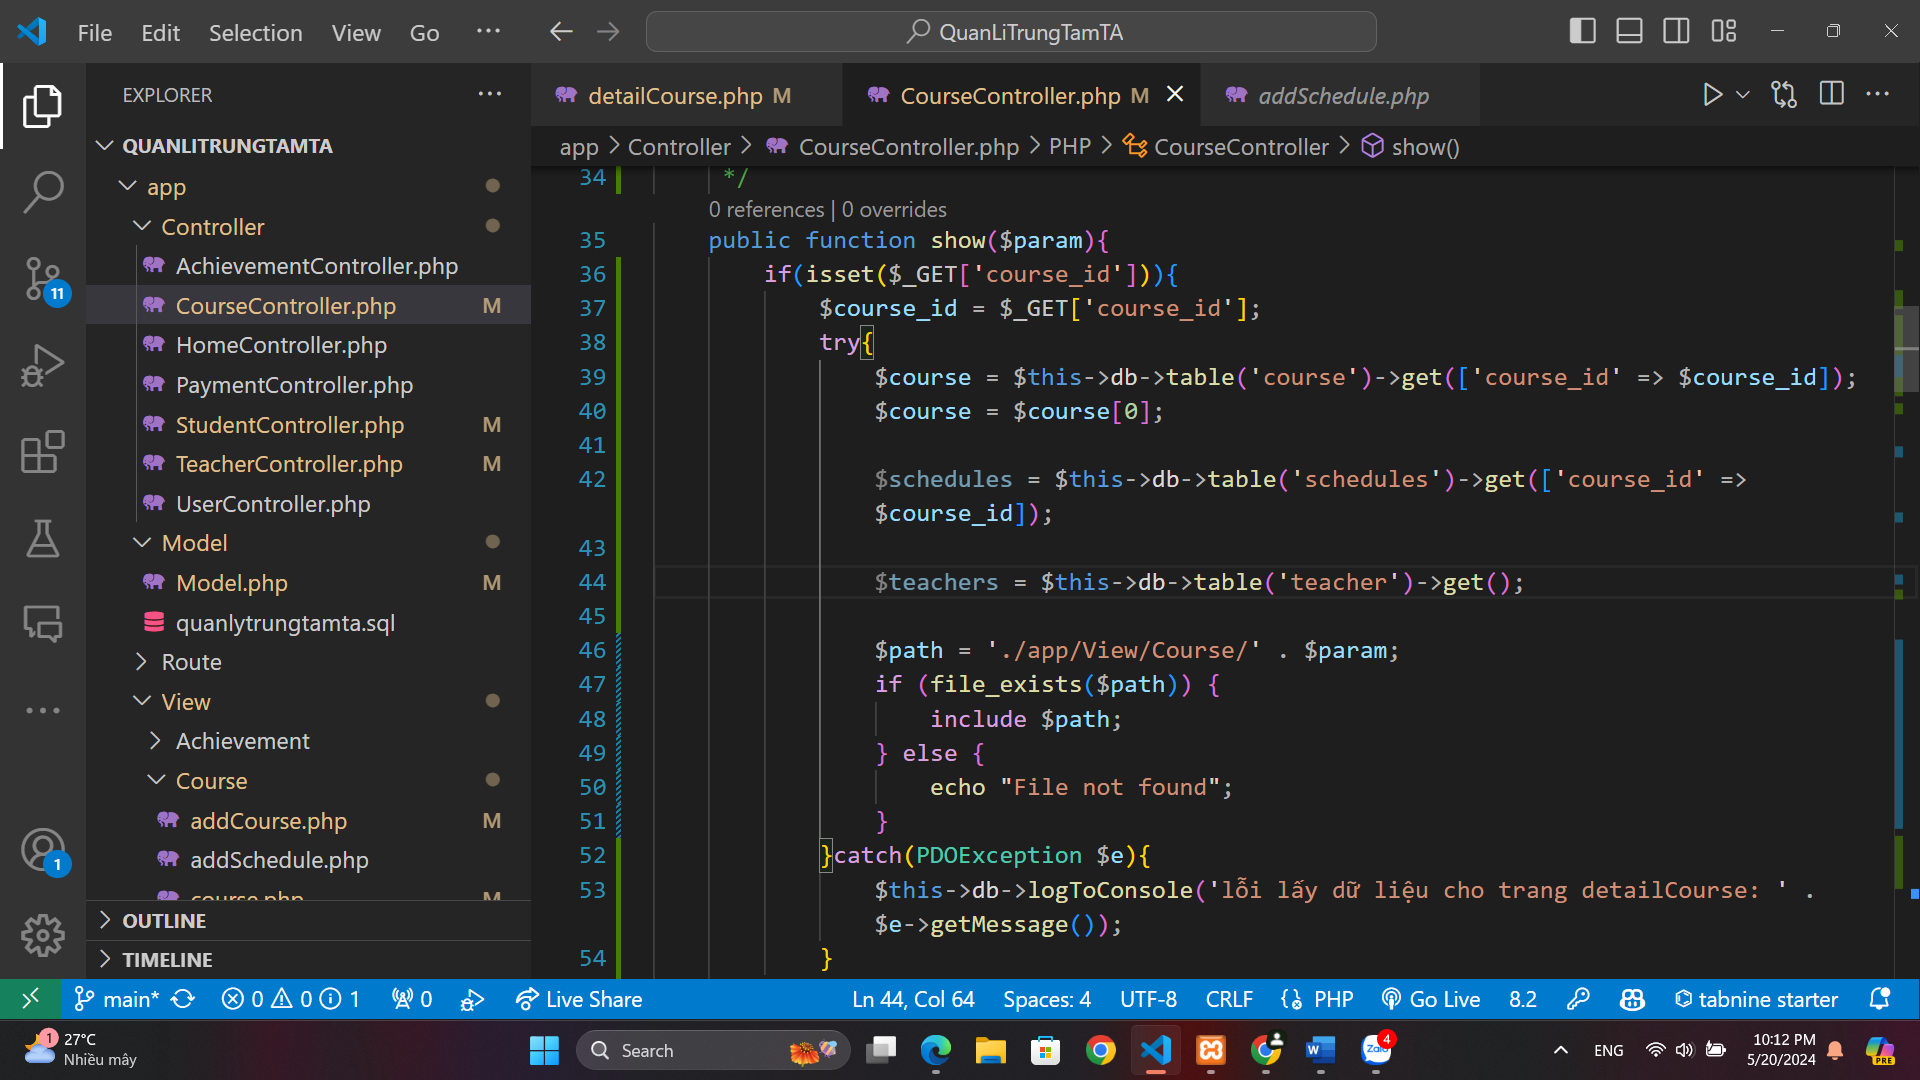 File Edit Selection View Go ...
QuanLiTrungTamTA
EXPLORER
QUANLITRUNGTAMTA
app
Controller
AchievementController.php
CourseController.php M
HomeController.php
PaymentController.php
StudentController.php M
TeacherController.php M
UserController.php
Model
Model.php M
quanlytrungtamta.sql
Route
View
Achievement
Course
addCourse.php M
addSchedule.php
course.php M
OUTLINE
TIMELINE
11
1
detailCourse.php M
CourseController.php M
addSchedule.php
app > Controller > CourseController.php > PHP > CourseController > show()
34 */
0 references | 0 overrides
35 public function show($param){
36 if(isset($_GET['course_id'])){
37 $course_id = $_GET['course_id'];
38 try{
39 $course = $this->db->table('course')->get(['course_id' => $course_id]);
40 $course = $course[0];
41
42 $schedules = $this->db->table('schedules')->get(['course_id' =>
$course_id]);
43
44 $teachers = $this->db->table('teacher')->get();
45
46 $path = './app/View/Course/' . $param;
47 if (file_exists($path)) {
48 include $path;
49 } else {
50 echo "File not found";
51 }
52 }catch(PDOException $e){
53 $this->db->logToConsole('lỗi lấy dữ liệu cho trang detailCourse: ' .
$e->getMessage());
54 }
main* 0 0 1 0 Live Share Ln 44, Col 64 Spaces: 4 UTF-8 CRLF PHP Go Live 8.2 tabnine starter
1
27°C
Nhiều mây
Search
Zalo
4
ENG
10:12 PM
5/20/2024
PRE